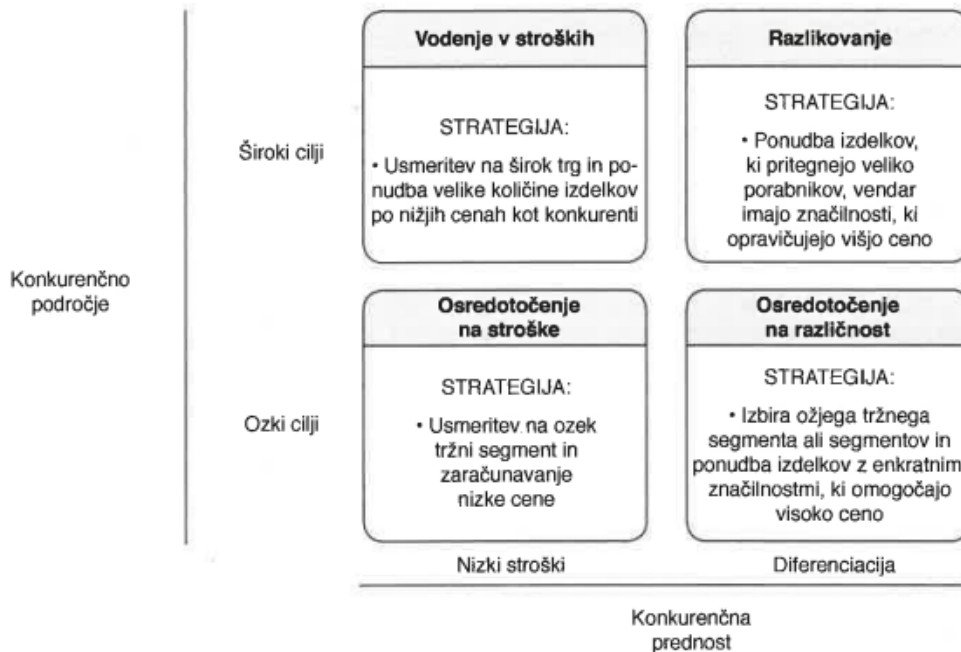 Vodenje v stroških
STRATEGIJA:
• Usmeritev na širok trg in po-
nudba velike količine izdelkov
po nižjih cenah kot konkurenti
Razlikovanje
STRATEGIJA:
• Ponudba izdelkov,
ki pritegnejo veliko
porabnikov, vendar
imajo značilnosti, ki
opravičujejo višjo ceno
Široki cilji
Konkurenčno
področje
Osredotočenje
na stroške
STRATEGIJA:
• Usmeritev na ozek
tržni segment in
zaračunavanje
nizke cene
Osredotočenje
na različnost
STRATEGIJA:
• Izbira ožjega tržnega
segmenta ali segmentov in
ponudba izdelkov z enkratnim
značilnostmi, ki omogočajo
visoko ceno
Ozki cilji
Nizki stroški
Diferenciacija
Konkurenčna
prednost